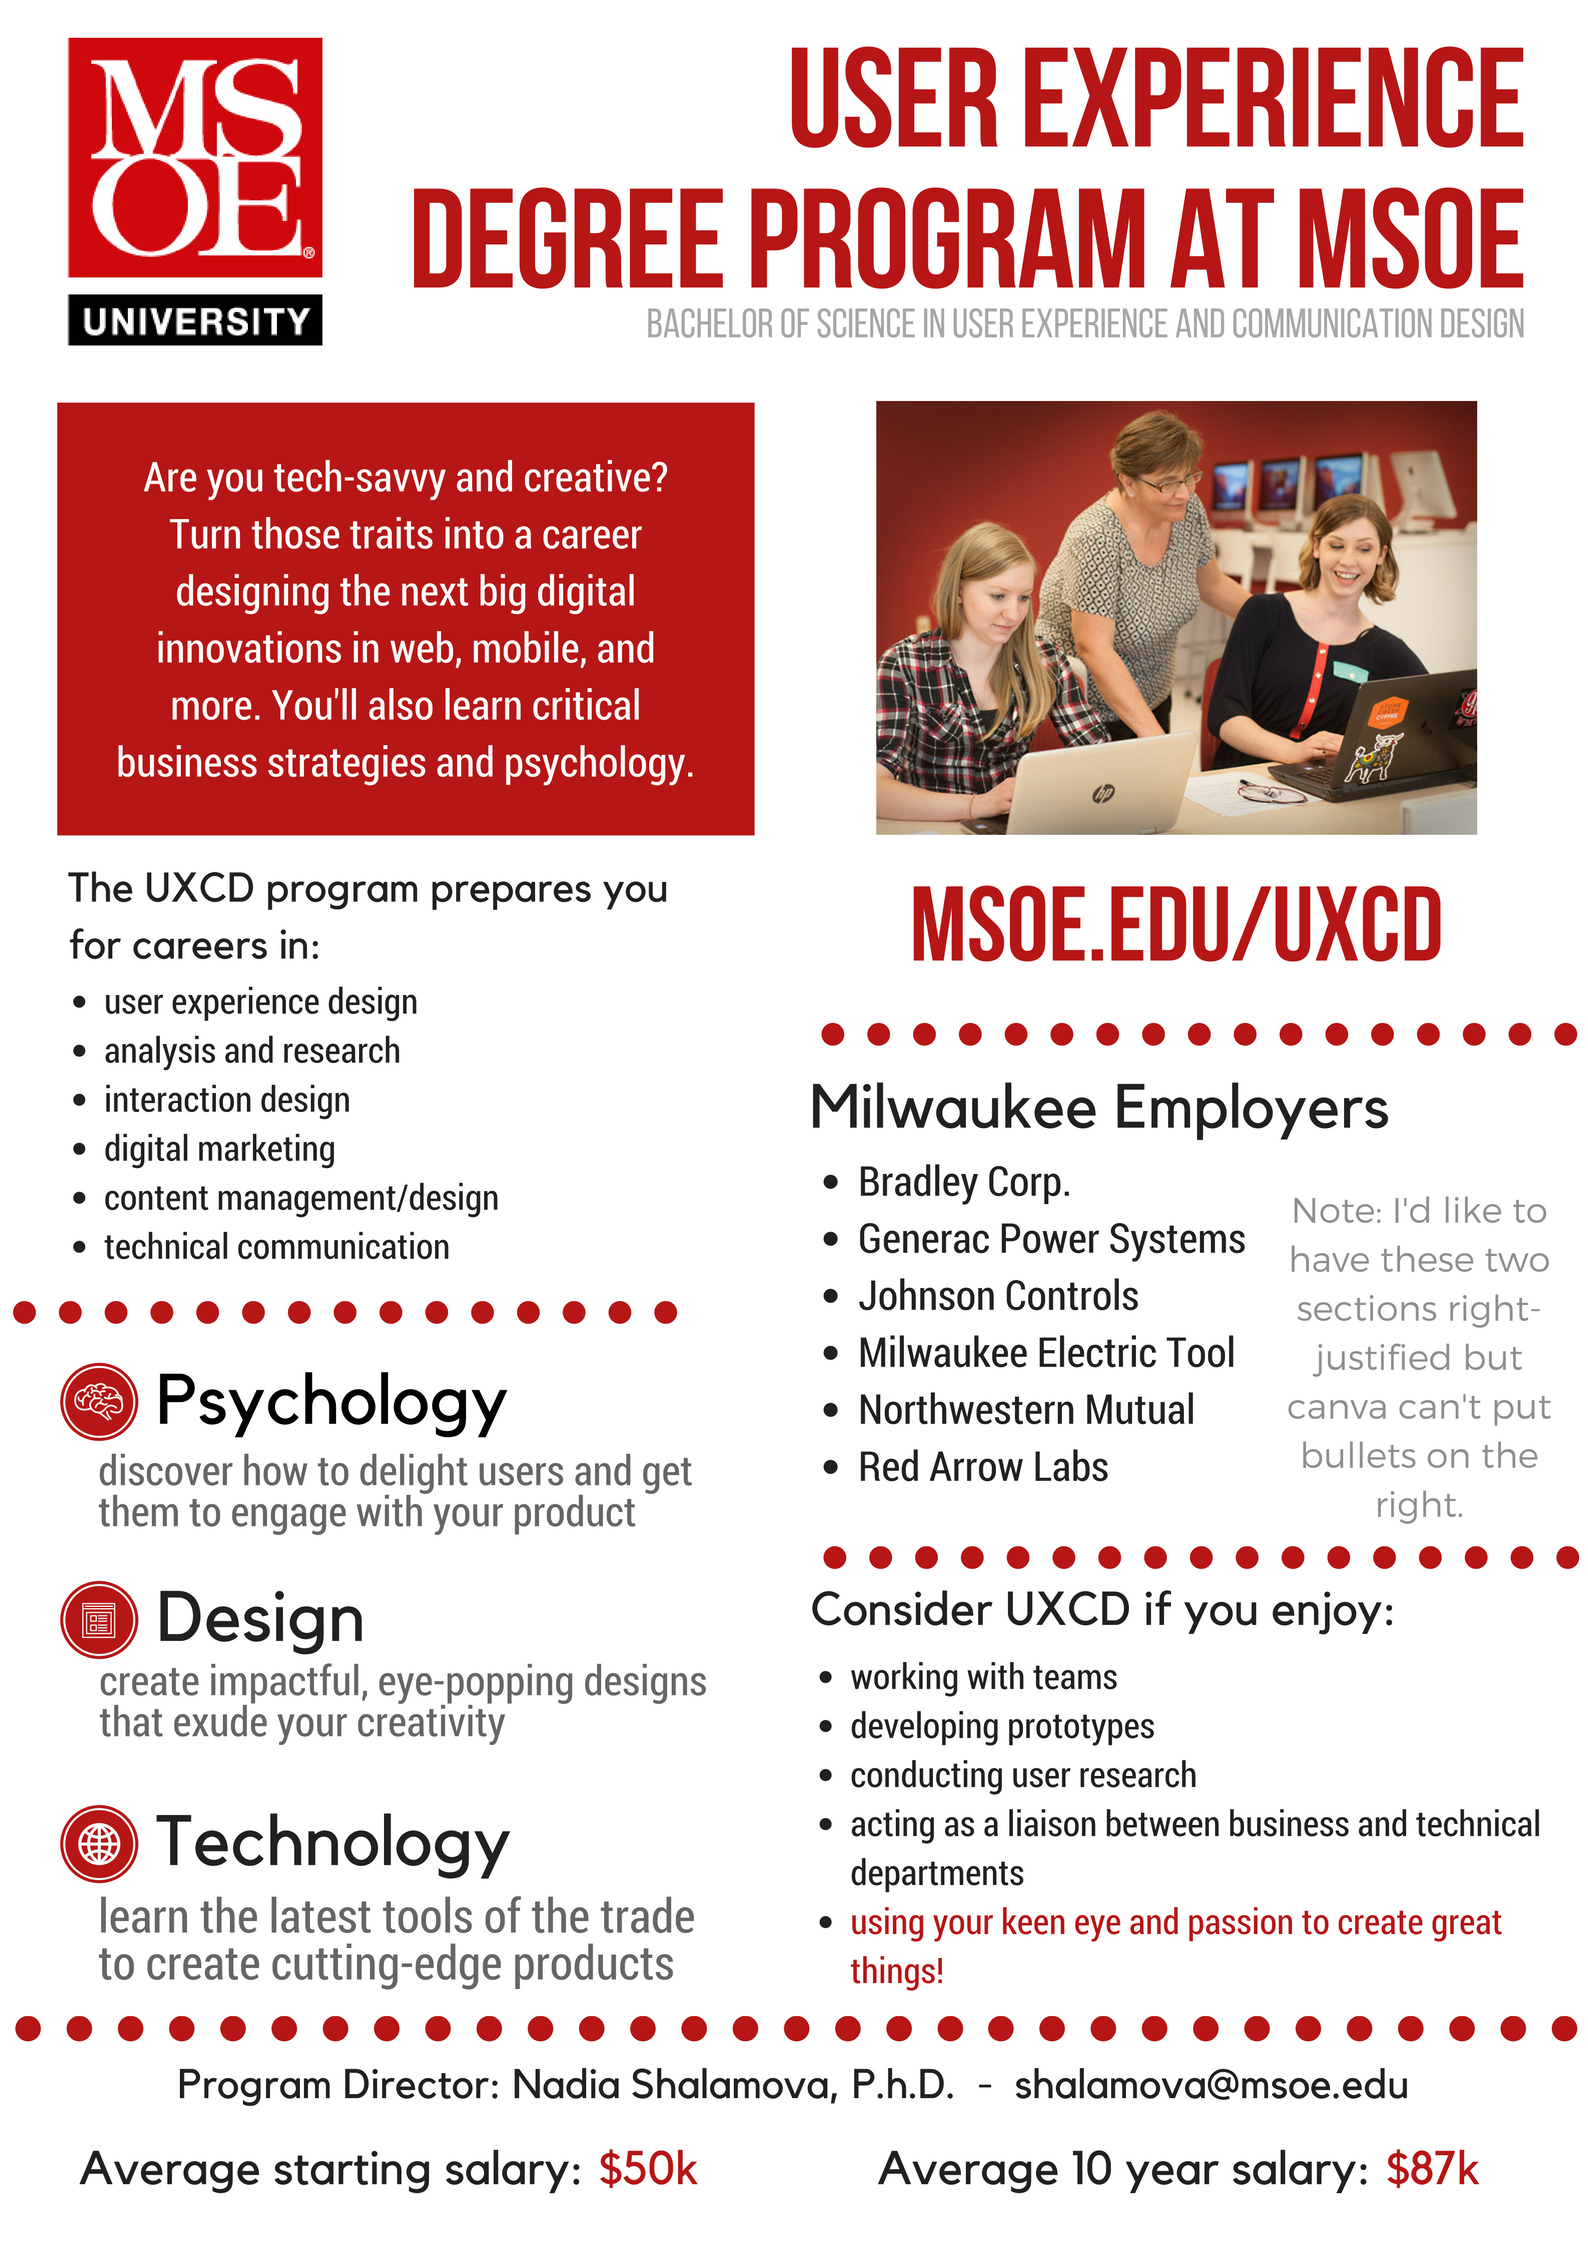 MS
OE®
UNIVERSITY
USER EXPERIENCE
DEGREE PROGRAM AT MSOE
BACHELOR OF SCIENCE IN USER EXPERIENCE AND COMMUNICATION DESIGN
Are you tech-savvy and creative?
Turn those traits into a career
designing the next big digital
innovations in web, mobile, and
more. You'll also learn critical
business strategies and psychology.
STONE
CREEK
COFFEE
hp
The UXCD program prepares you
for careers in:
• user experience design
• analysis and research
• interaction design
• digital marketing
• content management/design
• technical communication
Psychology
discover how to delight users and get
them to engage with your product
Design
create impactful, eye-popping designs
that exude your creativity
Technology
learn the latest tools of the trade
to create cutting-edge products
MSOE.EDU/UXCD
Milwaukee Employers
• Bradley Corp.
• Generac Power Systems
• Johnson Controls
• Milwaukee Electric Tool
• Northwestern Mutual
• Red Arrow Labs
Note: I'd like to
have these two
sections right-
justified but
canva can't put
bullets on the
right.
Consider UXCD if you enjoy:
• working with teams
• developing prototypes
• conducting user research
• acting as a liaison between business and technical
departments
• using your keen eye and passion to create great
things!
Program Director: Nadia Shalamova, P.h.D. - shalamova@msoe.edu
Average starting salary: $50k
Average 10 year salary: $87k